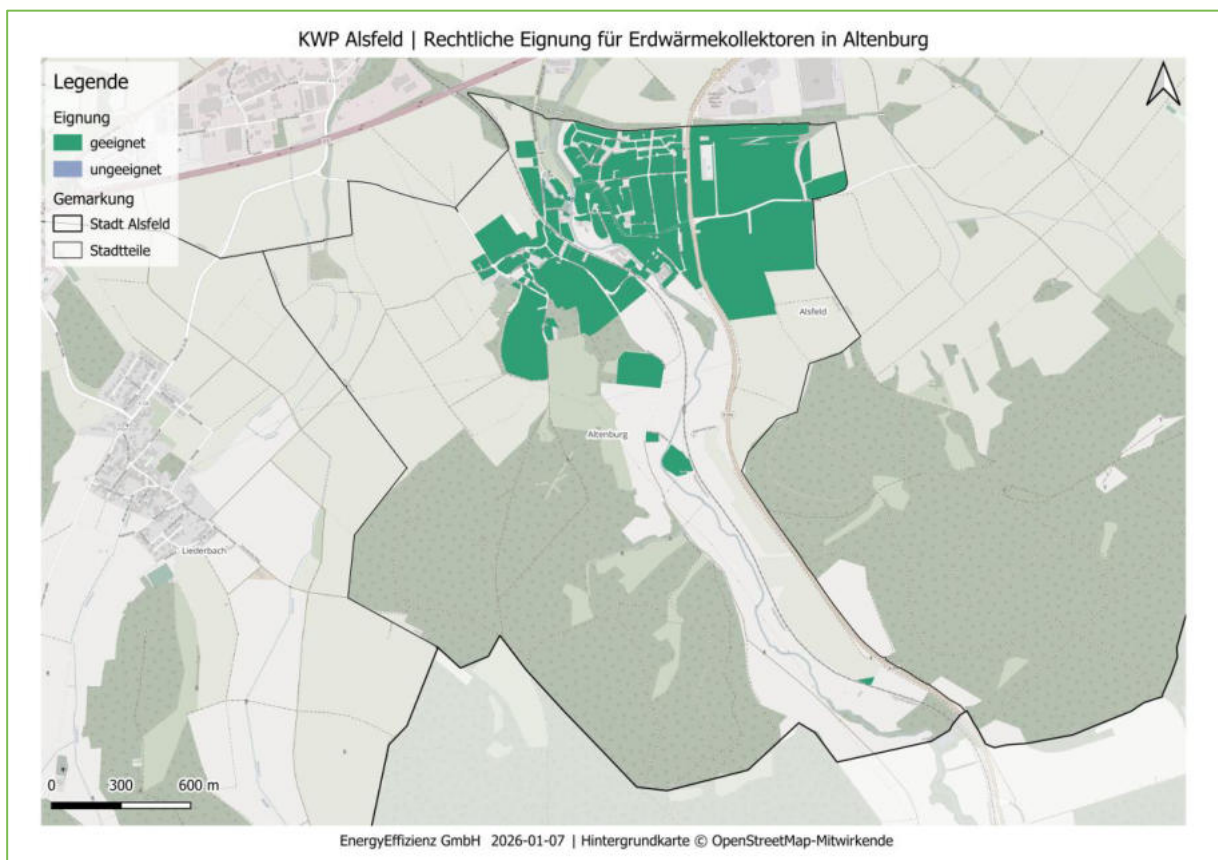 KWP Alsfeld | Rechtliche Eignung für Erdwärmekollektoren in Altenburg
Legende
Eignung
geeignet
ungeeignet
Gemarkung
Stadt Alsfeld
Stadtteile
Alsfeld
Altenburg
Liederbach
0 300 600 m
EnergyEffizienz GmbH 2026-01-07 | Hintergrundkarte © OpenStreetMap-Mitwirkende